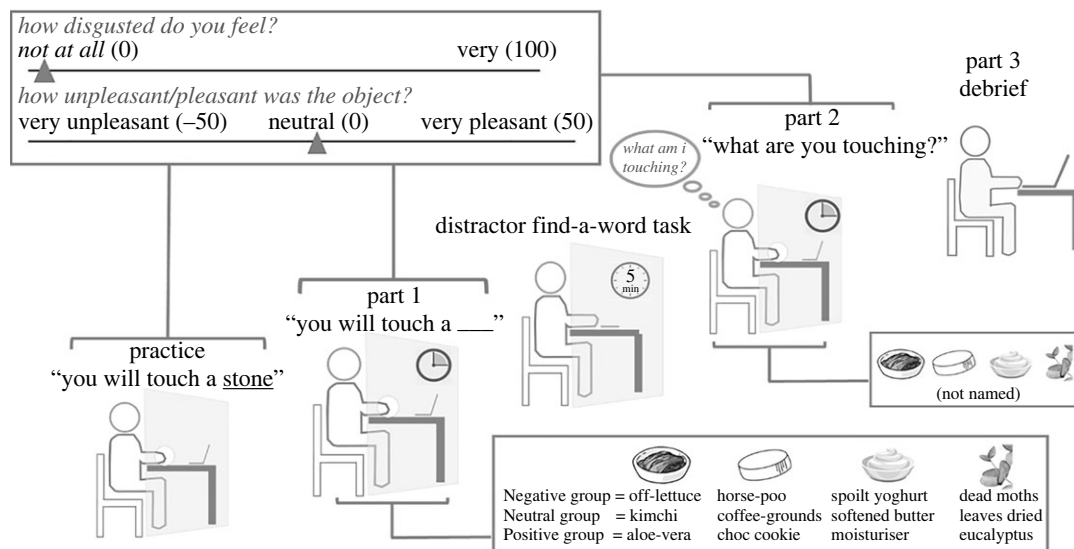 how disgusted do you feel?
not at all (0) very (100)
how unpleasant/pleasant was the object?
very unpleasant (–50) neutral (0) very pleasant (50)
practice
“you will touch a stone”
part 1
“you will touch a ___”
distractor find-a-word task
5
min
what am i
touching?
part 2
“what are you touching?”
part 3
debrief
(not named)
Negative group = off-lettuce horse-poo spoilt yoghurt dead moths
Neutral group = kimchi coffee-grounds softened butter leaves dried
Positive group = aloe-vera choc cookie moisturiser eucalyptus